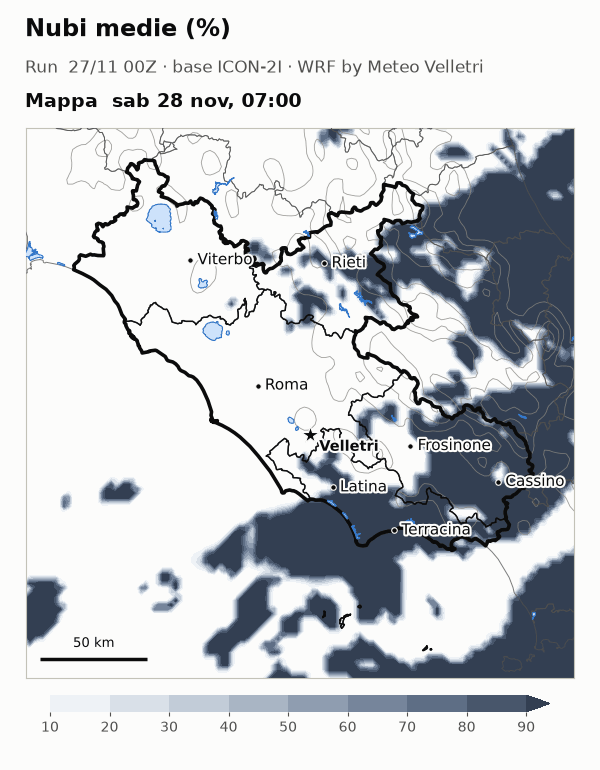 Nubi medie (%)
Run  27/11 00Z · base ICON-2I · WRF by Meteo Velletri
Mappa  sab 28 nov, 07:00
Viterbo
Rieti
Roma
Velletri
Frosinone
Cassino
Latina
Terracina
50 km
10 20 30 40 50 60 70 80 90